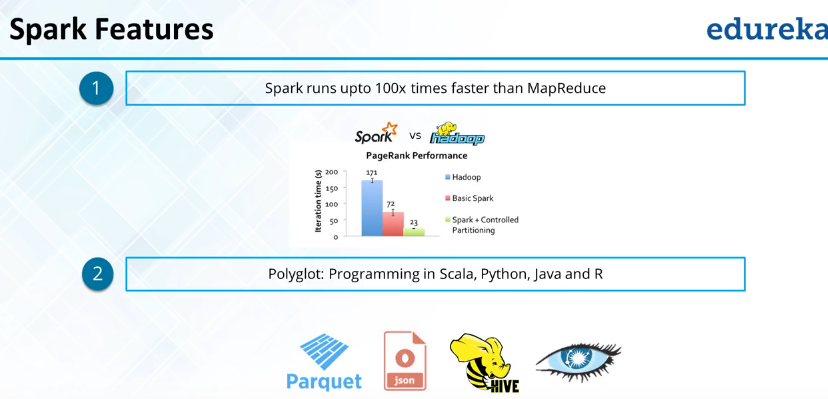 Spark Features
edureka
1
Spark runs upto 100x times faster than MapReduce
Spark vs hadoop
PageRank Performance
Iteration time (s)
200
150
100
50
0
171
72
23
Hadoop
Basic Spark
Spark + Controlled
Partitioning
2
Polyglot: Programming in Scala, Python, Java and R
Parquet
json
HIVE